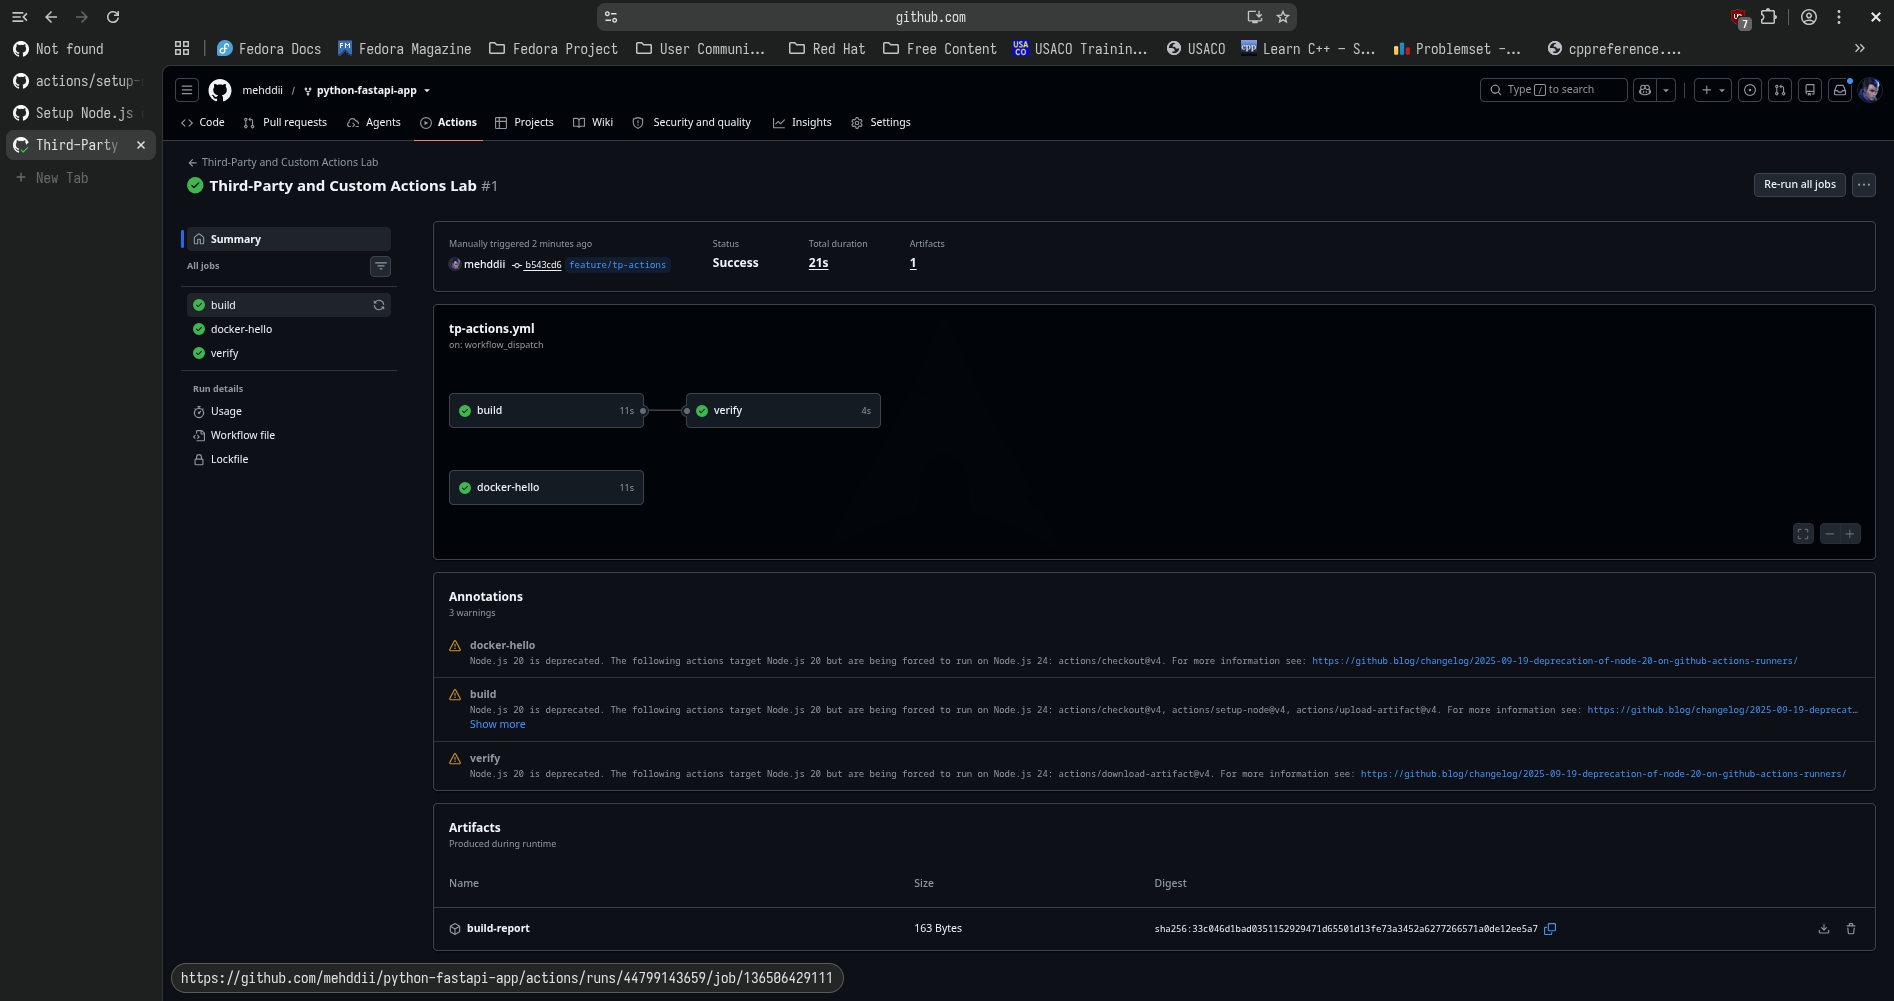 github.com
7
Not found
actions/setup-
Setup Node.js
Third-Party
New Tab
Fedora Docs
Fedora Magazine
Fedora Project
User Communi...
Red Hat
Free Content
USACO Trainin...
USACO
Learn C++ – S...
Problemset -...
cppreference....
mehddii / python-fastapi-app
Type / to search
Code
Pull requests
Agents
Actions
Projects
Wiki
Security and quality
Insights
Settings
Third-Party and Custom Actions Lab
Third-Party and Custom Actions Lab #1
Re-run all jobs
Summary
All jobs
build
docker-hello
verify
Run details
Usage
Workflow file
Lockfile
Manually triggered 2 minutes ago
mehddii b543cd6 feature/tp-actions
Status
Success
Total duration
21s
Artifacts
1
tp-actions.yml
on: workflow_dispatch
build 11s
verify 4s
docker-hello 11s
Annotations
3 warnings
docker-hello
Node.js 20 is deprecated. The following actions target Node.js 20 but are being forced to run on Node.js 24: actions/checkout@v4. For more information see: https://github.blog/changelog/2025-09-19-deprecation-of-node-20-on-github-actions-runners/
build
Node.js 20 is deprecated. The following actions target Node.js 20 but are being forced to run on Node.js 24: actions/checkout@v4, actions/setup-node@v4, actions/upload-artifact@v4. For more information see: https://github.blog/changelog/2025-09-19-deprecat…
Show more
verify
Node.js 20 is deprecated. The following actions target Node.js 20 but are being forced to run on Node.js 24: actions/download-artifact@v4. For more information see: https://github.blog/changelog/2025-09-19-deprecation-of-node-20-on-github-actions-runners/
Artifacts
Produced during runtime
Name Size Digest
build-report 163 Bytes sha256:33c046d1bad0351152929471d65501d13fe73a3452a6277266571a0de12ee5a7
https://github.com/mehddii/python-fastapi-app/actions/runs/44799143659/job/136506429111